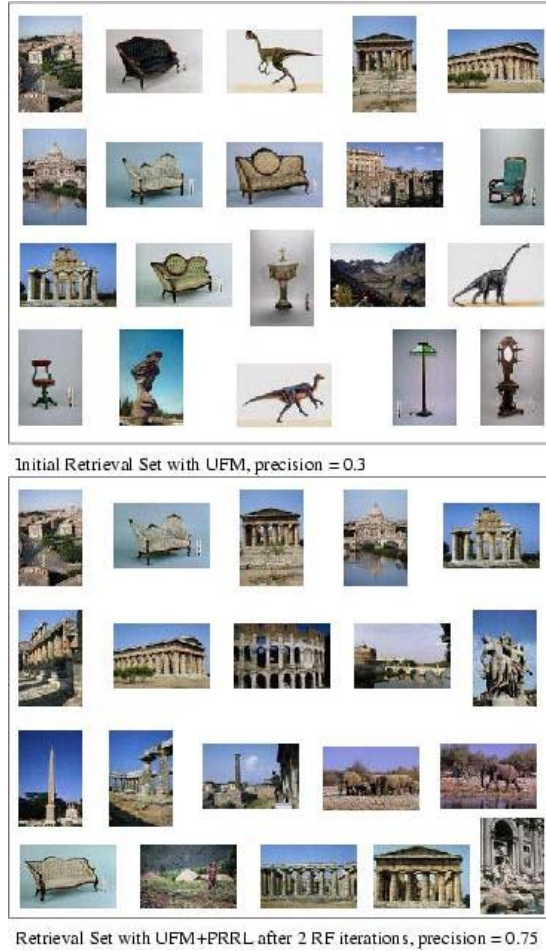 Initial Retrieval Set with UFM, precision = 0.3
Retrieval Set with UFM+PRRL after 2 RF iterations, precision = 0.75